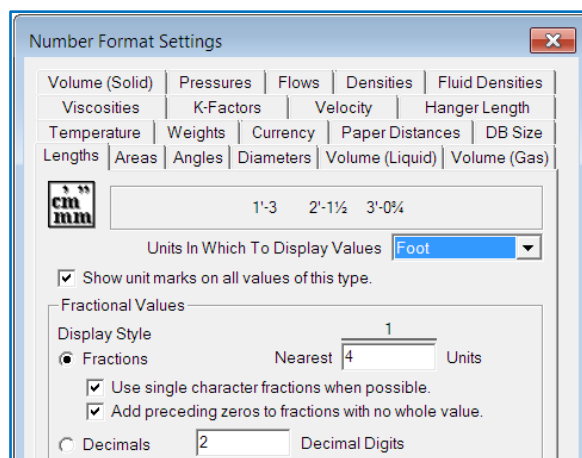 Number Format Settings
Volume (Solid) Pressures Flows Densities Fluid Densities
Viscosities K-Factors Velocity Hanger Length
Temperature Weights Currency Paper Distances DB Size
Lengths Areas Angles Diameters Volume (Liquid) Volume (Gas)
cm
mm
1'-3 2'-1½ 3'-0¾
Units In Which To Display Values Foot
Show unit marks on all values of this type.
Fractional Values
Display Style 1
Fractions Nearest 4 Units
Use single character fractions when possible.
Add preceding zeros to fractions with no whole value.
Decimals 2 Decimal Digits